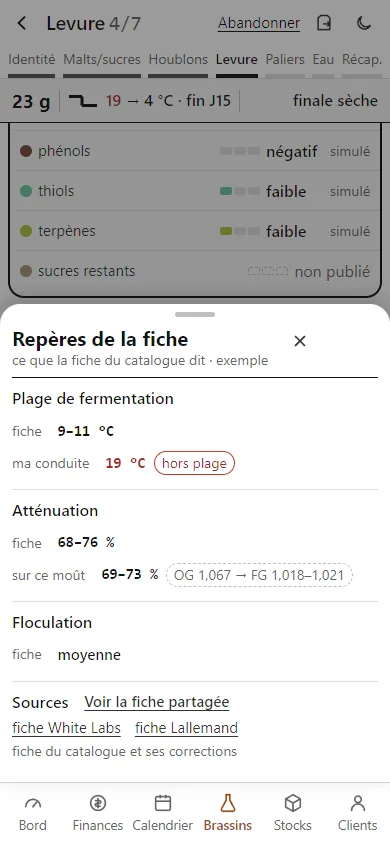 Levure 4/7 Abandonner
Identité Malts/sucres Houblons Levure Paliers Eau Récap.
23 g 19 → 4 °C · fin J15 finale sèche
phénols négatif simulé
thiols faible simulé
terpènes faible simulé
sucres restants non publié
Repères de la fiche
ce que la fiche du catalogue dit · exemple
Plage de fermentation
fiche 9–11 °C
ma conduite 19 °C hors plage
Atténuation
fiche 68–76 %
sur ce moût 69–73 % OG 1,067 → FG 1,018–1,021
Floculation
fiche moyenne
Sources Voir la fiche partagée
fiche White Labs fiche Lallemand
fiche du catalogue et ses corrections
Bord Finances Calendrier Brassins Stocks Clients